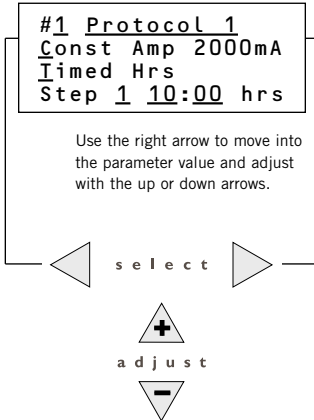 #1 Protocol 1
Const Amp 2000mA
Timed Hrs
Step 1 10:00 hrs
Use the right arrow to move into
the parameter value and adjust
with the up or down arrows.
select
+
adjust
-